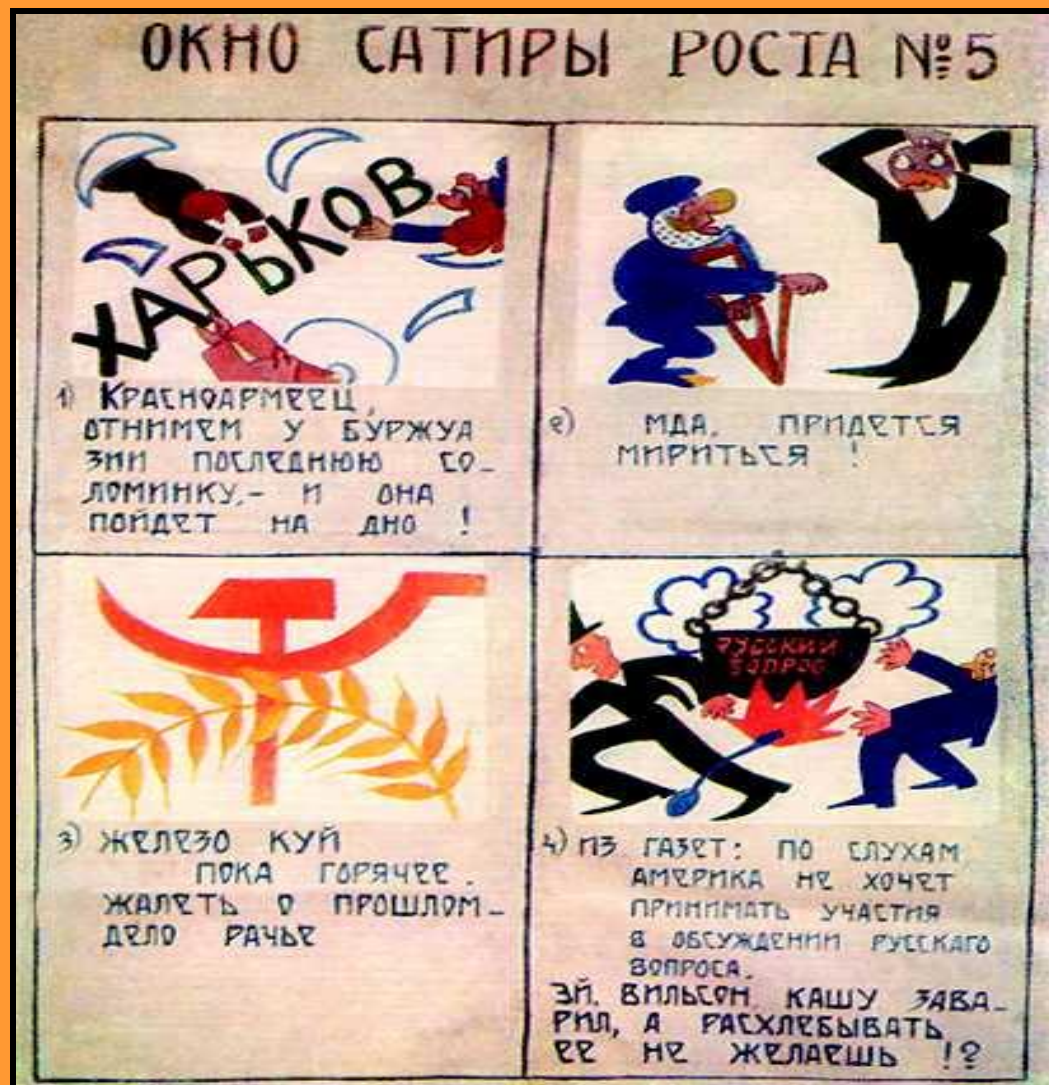 ОКНО САТИРЫ РОСТА №5
ХАРЬКОВ
1) КРАСНОАРМЕЕЦ,
ОТНИМЕМ У БУРЖУА
ЗИИ ПОСЛЕДНЮЮ СО-
ЛОМИНКУ,- И ОНА
ПОЙДЕТ НА ДНО !
2) МДА, ПРИДЕТСЯ
МИРИТЬСЯ !
3) ЖЕЛЕЗО КУЙ
ПОКА ГОРЯЧЕЕ.
ЖАЛЕТЬ О ПРОШЛОМ-
ДЕЛО РАЧЬЕ
РУССКИЙ
ВОПРОС
4) ИЗ ГАЗЕТ: ПО СЛУХАМ
АМЕРИКА НЕ ХОЧЕТ
ПРИНИМАТЬ УЧАСТИЯ
В ОБСУЖДЕНИИ РУССКАГО
ВОПРОСА.
ЭЙ, ВИЛЬСОН, КАШУ ЗАВА-
РИЛ, А РАСХЛЕБЫВАТЬ
ЕЕ НЕ ЖЕЛАЕШЬ !?